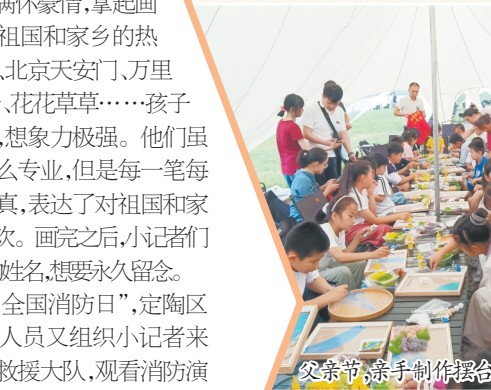 满怀豪情,拿起画
祖国和家乡的热
、北京天安门、万里
、花花草草……孩子
,想象力极强。他们虽
么专业,但是每一笔每
真,表达了对祖国和家
欢。画完之后,小记者们
姓名,想要永久留念。
全国消防日”,定陶区
人员又组织小记者来
救援大队,观看消防演
父亲节,亲手制作摆台